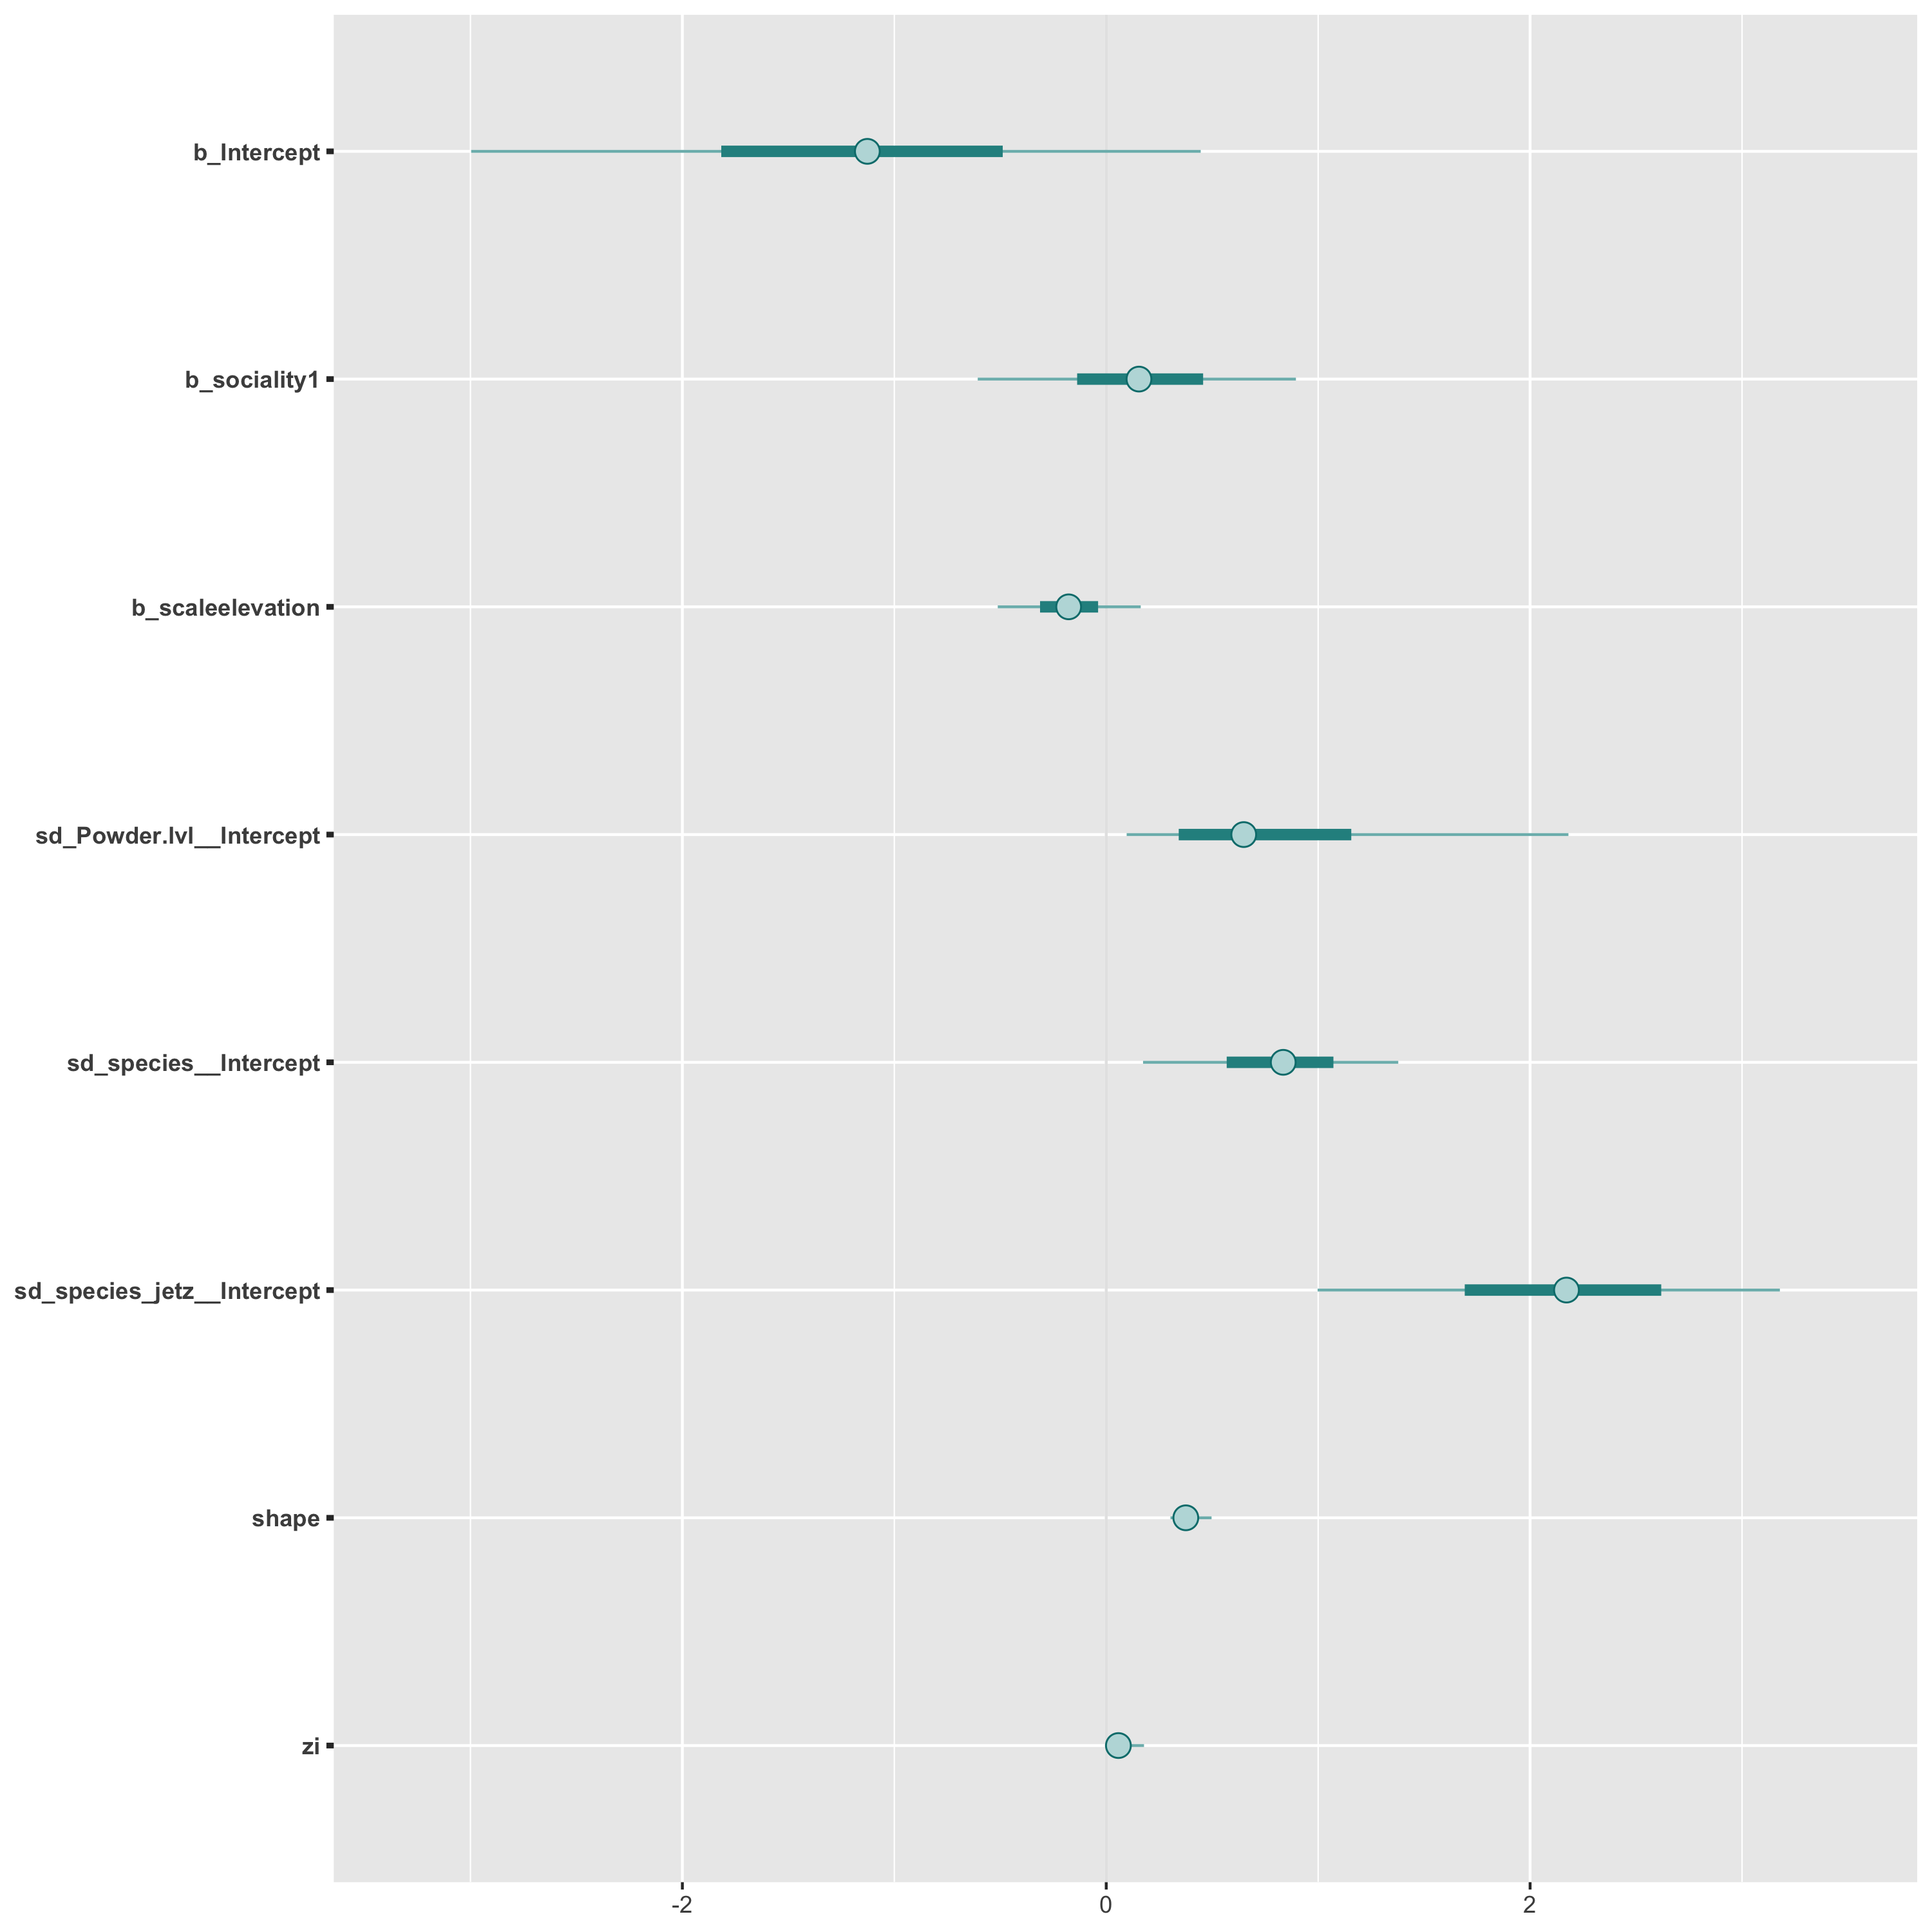 b_Intercept
b_sociality1
b_scaleelevation
sd_Powder.lvl__Intercept
sd_species__Intercept
sd_species_jetz__Intercept
shape
zi
-2 0 2